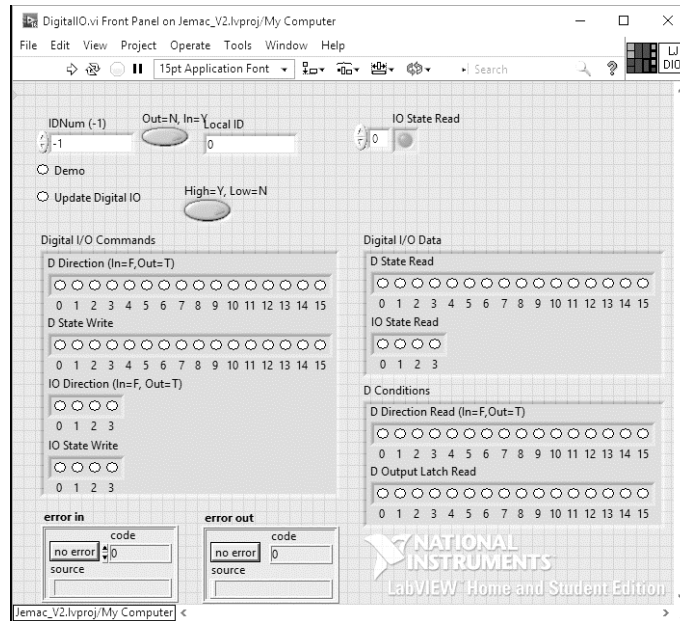 DigitalIO.vi Front Panel on Jemac_V2.lvproj/My Computer
File Edit View Project Operate Tools Window Help
15pt Application Font Search ?
LJ
DIO
IDNum (-1) Out=N, In=Y Local ID IO State Read
-1 0 0
Demo
Update Digital IO High=Y, Low=N
Digital I/O Commands
D Direction (In=F,Out=T)
0 1 2 3 4 5 6 7 8 9 10 11 12 13 14 15
D State Write
0 1 2 3 4 5 6 7 8 9 10 11 12 13 14 15
IO Direction (In=F, Out=T)
0 1 2 3
IO State Write
0 1 2 3
Digital I/O Data
D State Read
0 1 2 3 4 5 6 7 8 9 10 11 12 13 14 15
IO State Read
0 1 2 3
D Conditions
D Direction Read (In=F,Out=T)
0 1 2 3 4 5 6 7 8 9 10 11 12 13 14 15
D Output Latch Read
0 1 2 3 4 5 6 7 8 9 10 11 12 13 14 15
error in
code
no error 0
source
error out
code
no error 0
source
NATIONAL
INSTRUMENTS
LabVIEW™ Home and Student Edition
Jemac_V2.lvproj/My Computer